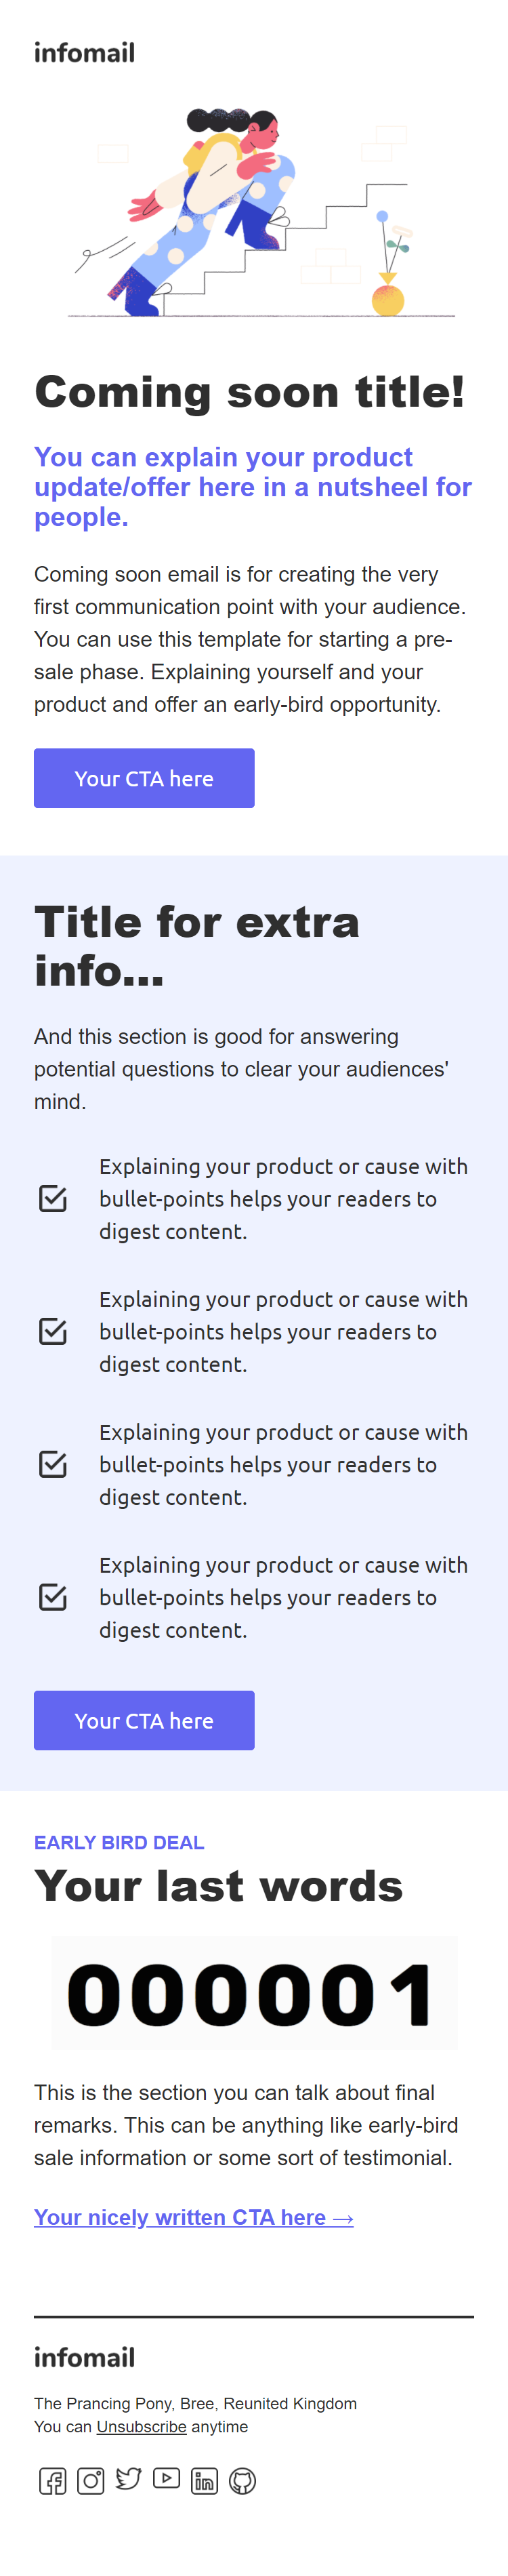 infomail
Coming soon title!
You can explain your product
update/offer here in a nutsheel for
people.
Coming soon email is for creating the very
first communication point with your audience.
You can use this template for starting a pre-
sale phase. Explaining yourself and your
product and offer an early-bird opportunity.
Your CTA here
Title for extra
info...
And this section is good for answering
potential questions to clear your audiences'
mind.
Explaining your product or cause with
bullet-points helps your readers to
digest content.
Explaining your product or cause with
bullet-points helps your readers to
digest content.
Explaining your product or cause with
bullet-points helps your readers to
digest content.
Explaining your product or cause with
bullet-points helps your readers to
digest content.
Your CTA here
EARLY BIRD DEAL
Your last words
000001
This is the section you can talk about final
remarks. This can be anything like early-bird
sale information or some sort of testimonial.
Your nicely written CTA here →
infomail
The Prancing Pony, Bree, Reunited Kingdom
You can Unsubscribe anytime